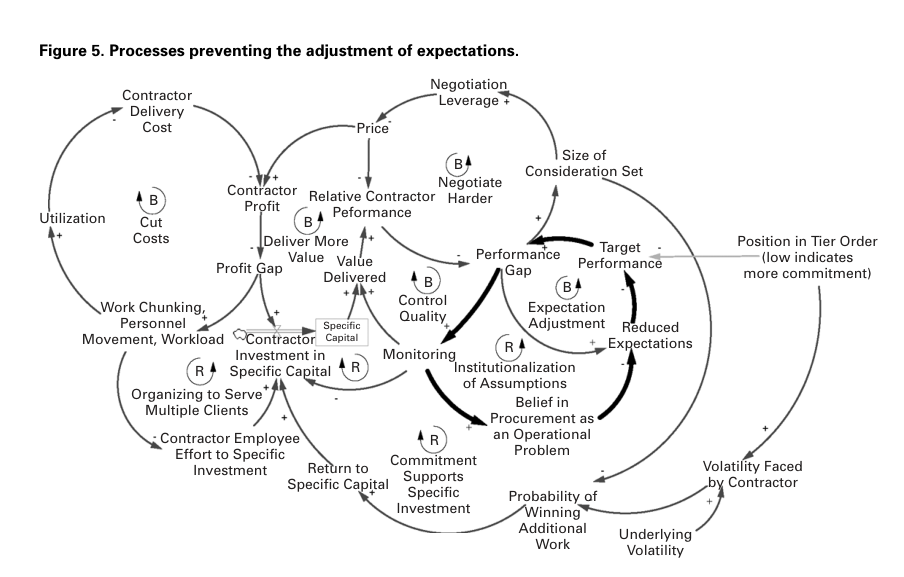 Figure 5. Processes preventing the adjustment of expectations.
Negotiation
Leverage +
Contractor
Delivery
Cost
-
Price
-
Size of
Consideration Set
B
Negotiate
Harder
-
+
-
Contractor
Profit
Relative Contractor
Peformance
B
Cut
Costs
Utilization
+
B
Deliver More
Value
-
+
+
-
Performance
Gap
+
Target
Performance
-
Position in Tier Order
(low indicates
more commitment)
Profit Gap
Value
Delivered
+
+
B
Control
Quality
B
Expectation
Adjustment
-
Work Chunking,
Personnel
Movement, Workload
+
+
Specific
Capital
+
Reduced
Expectations
+
-
Contractor
Investment in
Specific Capital
R
Monitoring
R
Institutionalization
of Assumptions
R
Organizing to Serve
Multiple Clients
+
-
Belief in
Procurement as
an Operational
Problem
+
+
+
- Contractor Employee
Effort to Specific
Investment
R
Commitment
Supports
Specific
Investment
Return to
Specific Capital
+
-
Volatility Faced
by Contractor
-
+
Probability of
Winning
Additional
Work
-
Underlying
Volatility